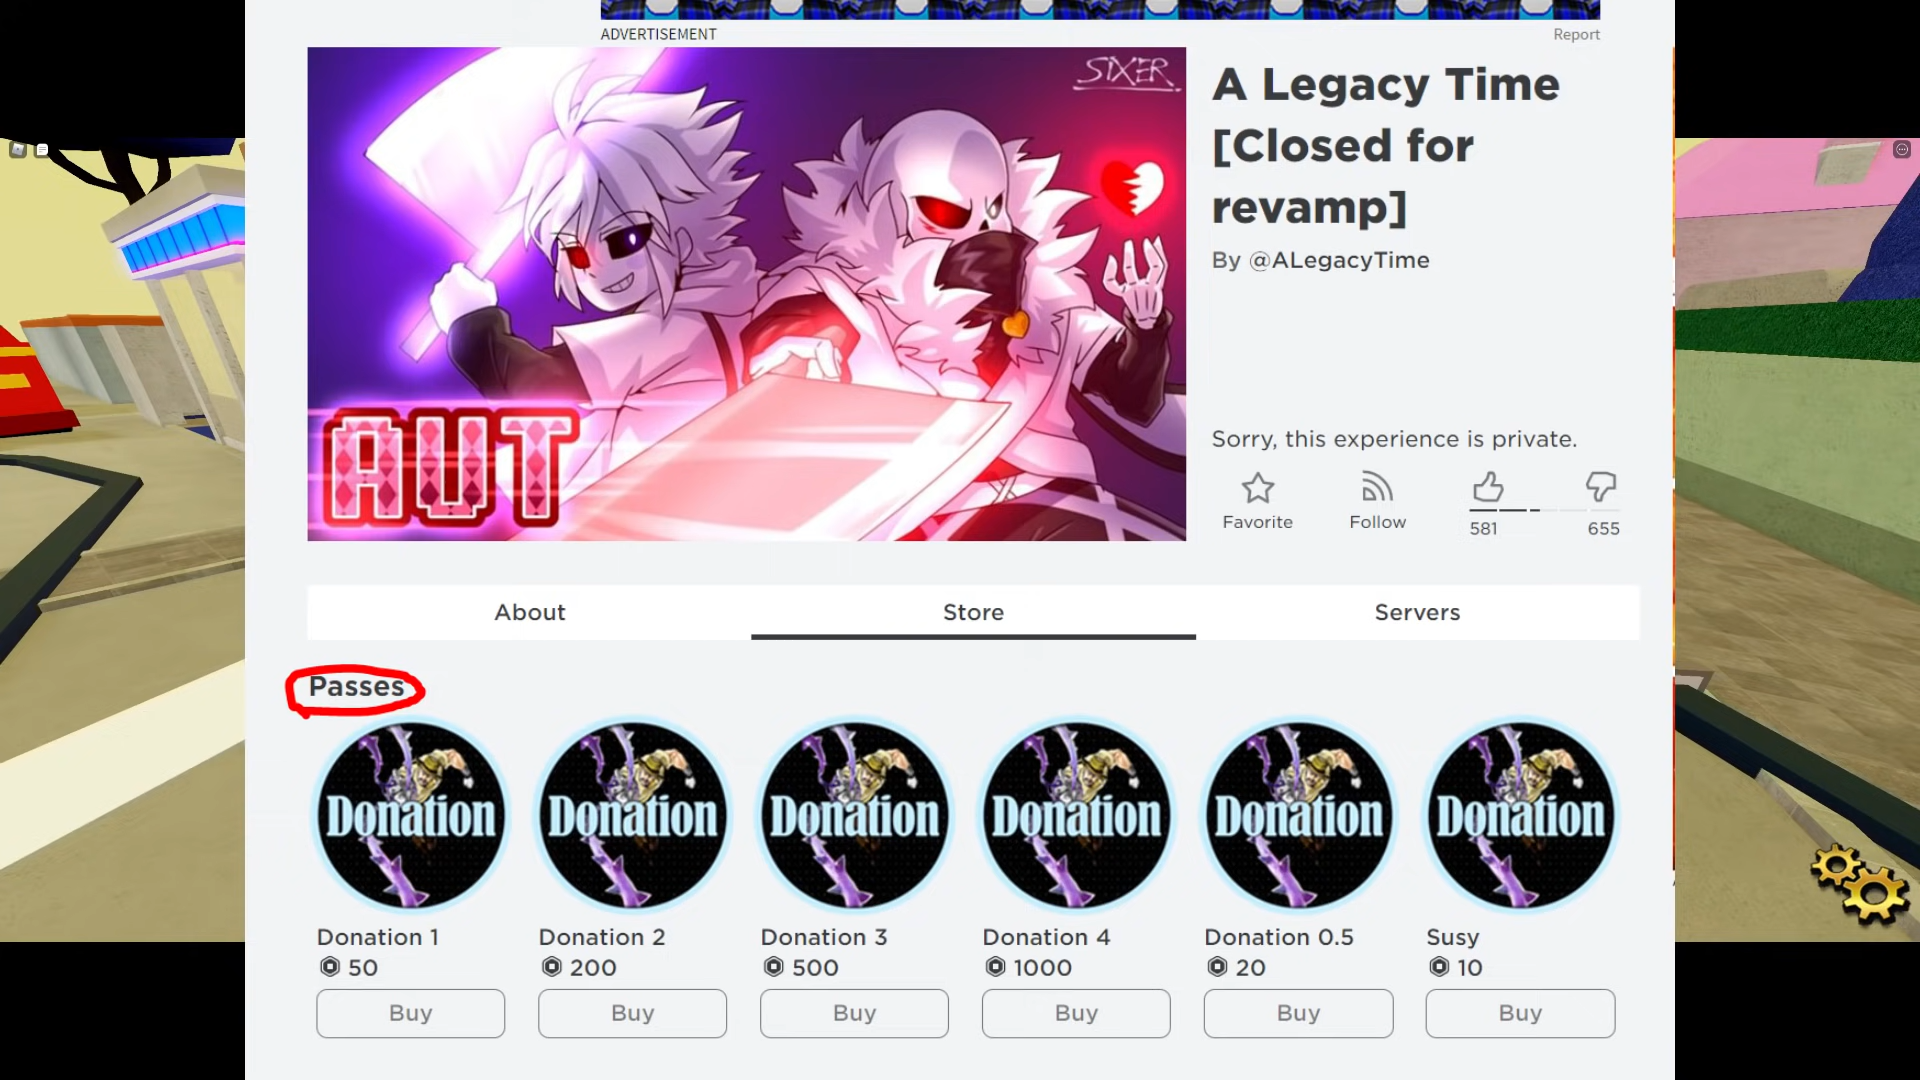 ADVERTISEMENT
Report
SIXER
A Legacy Time
[Closed for
revamp]
By @ALegacyTime
AUT
Sorry, this experience is private.
Favorite
Follow
581
655
About
Store
Servers
Passes
Donation
Donation
Donation
Donation
Donation
Donation
Donation 1
50
Buy
Donation 2
200
Buy
Donation 3
500
Buy
Donation 4
1000
Buy
Donation 0.5
20
Buy
Susy
10
Buy